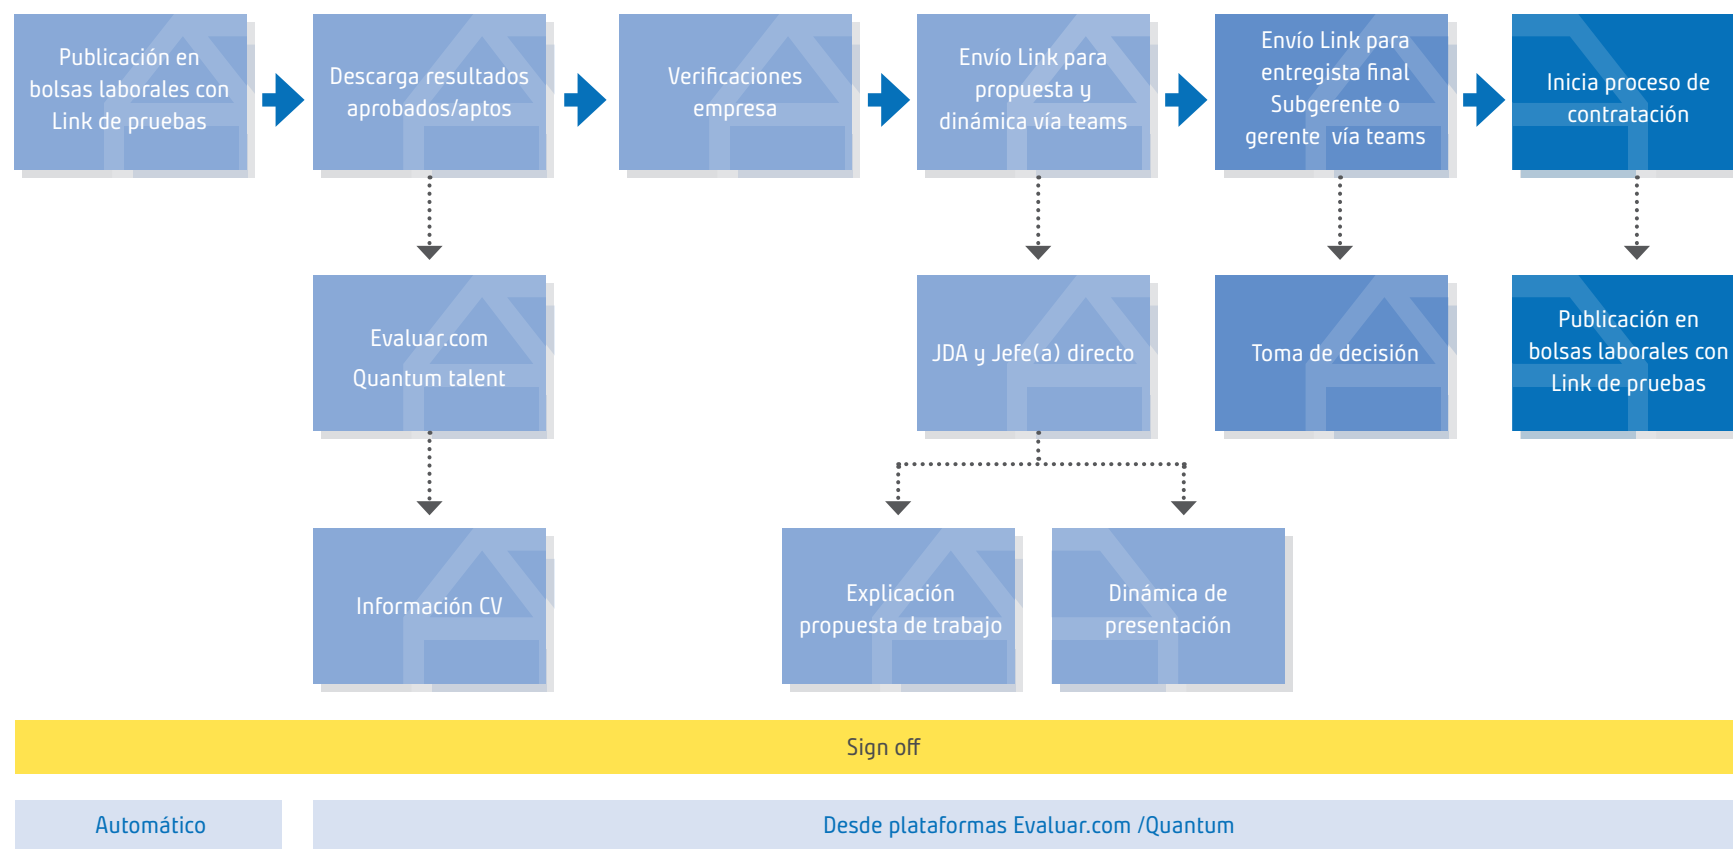 Publicación en
bolsas laborales con
Link de pruebas
Descarga resultados
aprobados/aptos
Verificaciones
empresa
Envío Link para
propuesta y
dinámica vía teams
Envío Link para
entregista final
Subgerente o
gerente vía teams
Inicia proceso de
contratación
Evaluar.com
Quantum talent
JDA y Jefe(a) directo
Toma de decisión
Publicación en
bolsas laborales con
Link de pruebas
Información CV
Explicación
propuesta de trabajo
Dinámica de
presentación
Sign off
Automático
Desde plataformas Evaluar.com /Quantum